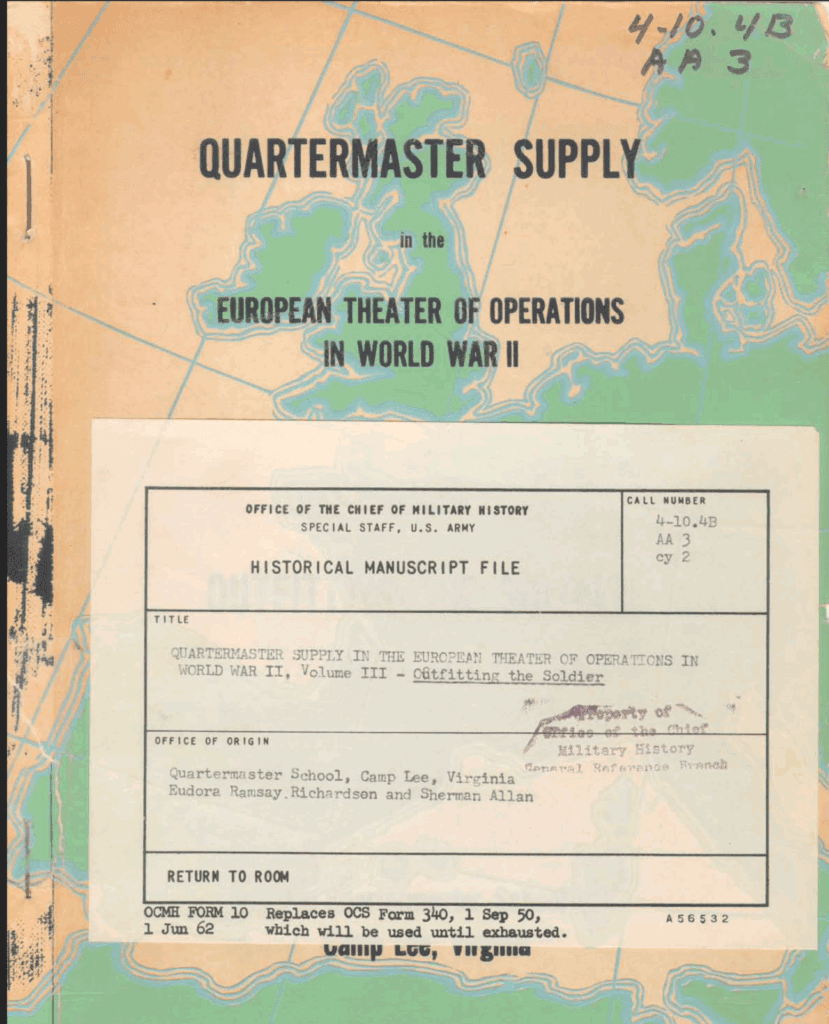 4-10.4B
AA 3
QUARTERMASTER SUPPLY
in the
EUROPEAN THEATER OF OPERATIONS
IN WORLD WAR II
OFFICE OF THE CHIEF OF MILITARY HISTORY
SPECIAL STAFF, U.S. ARMY
HISTORICAL MANUSCRIPT FILE
CALL NUMBER
4-10.4B
AA 3
cy 2
TITLE
QUARTERMASTER SUPPLY IN THE EUROPEAN THEATER OF OPERATIONS IN
WORLD WAR II, Volume III - Outfitting the Soldier
Property of
Office of the Chief
Military History
General Reference Branch
OFFICE OF ORIGIN
Quartermaster School, Camp Lee, Virginia
Eudora Ramsay Richardson and Sherman Allan
RETURN TO ROOM
OCMH FORM 10 Replaces OCS Form 340, 1 Sep 50,
1 Jun 62 which will be used until exhausted.
A56532
Camp Lee, Virginia